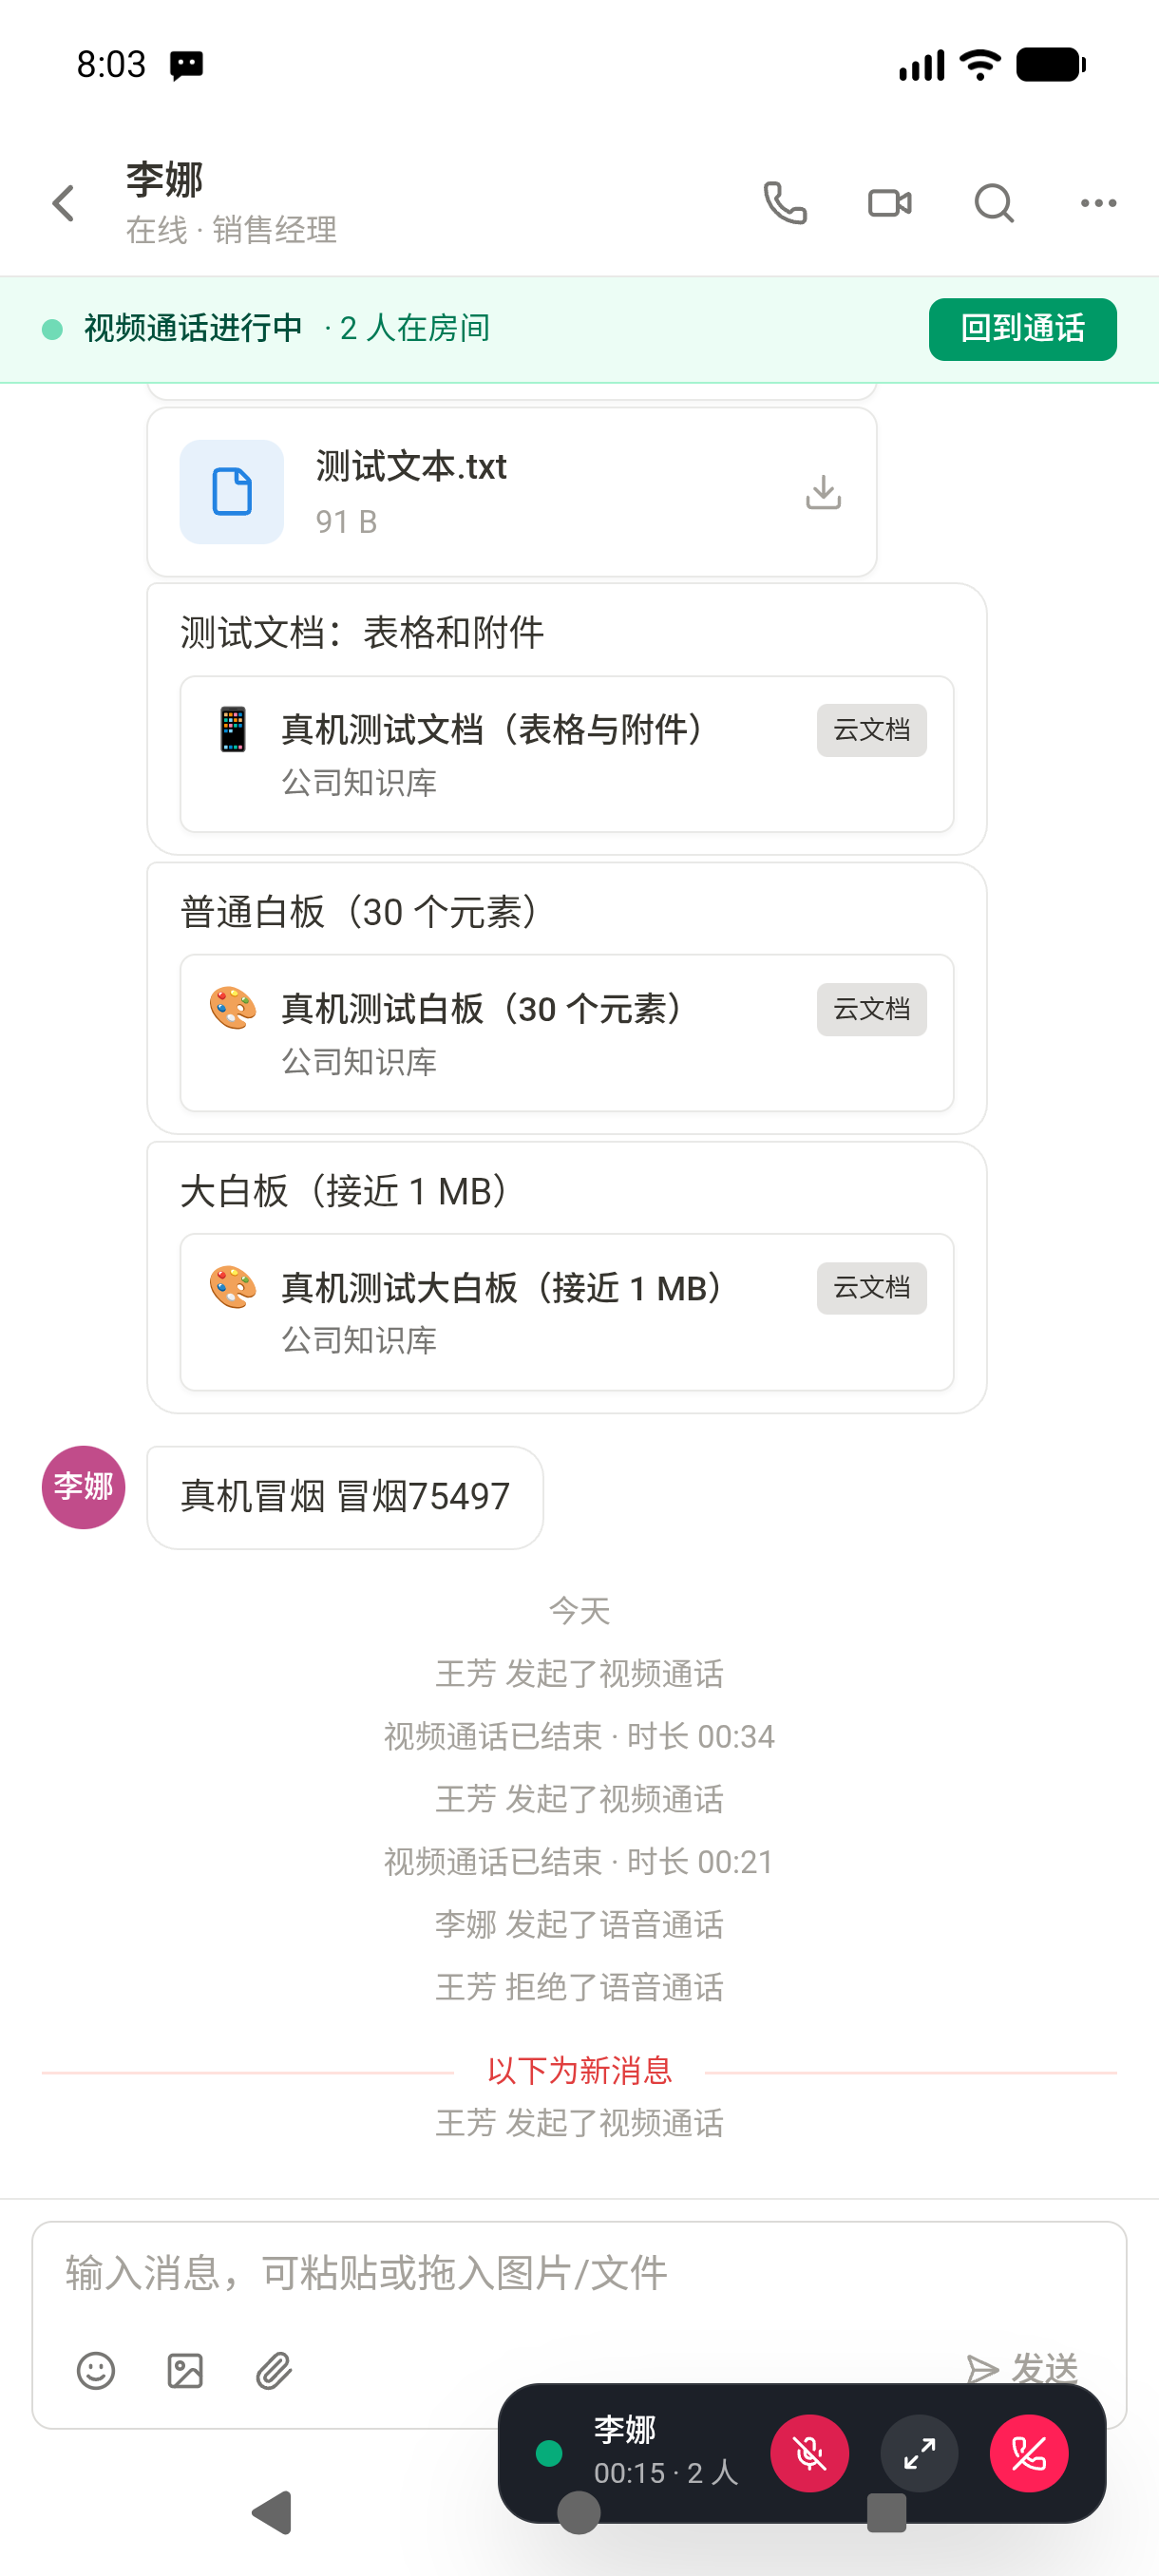 8:03
李娜
在线 · 销售经理
视频通话进行中 · 2 人在房间
回到通话
测试文本.txt
91 B
测试文档：表格和附件
真机测试文档（表格与附件）
云文档
公司知识库
普通白板（30 个元素）
真机测试白板（30 个元素）
云文档
公司知识库
大白板（接近 1 MB）
真机测试大白板（接近 1 MB）
云文档
公司知识库
李娜
真机冒烟 冒烟75497
今天
王芳 发起了视频通话
视频通话已结束 · 时长 00:34
王芳 发起了视频通话
视频通话已结束 · 时长 00:21
李娜 发起了语音通话
王芳 拒绝了语音通话
以下为新消息
王芳 发起了视频通话
输入消息，可粘贴或拖入图片/文件
发送
李娜
00:15 · 2 人